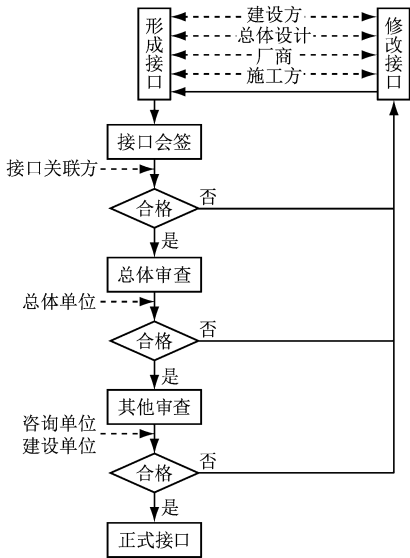 形成接口
建设方
总体设计
厂商
施工方
修改接口
接口会签
接口关联方
合格
否
是
总体审查
总体单位
合格
否
是
其他审查
咨询单位
建设单位
合格
否
是
正式接口